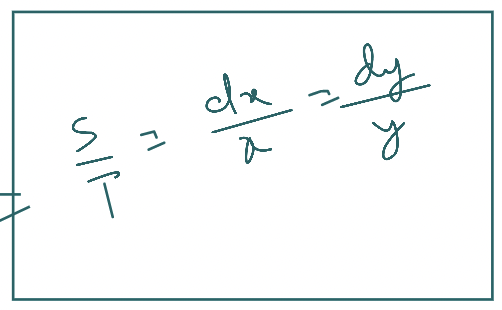 S/T = dx/x = dy/y